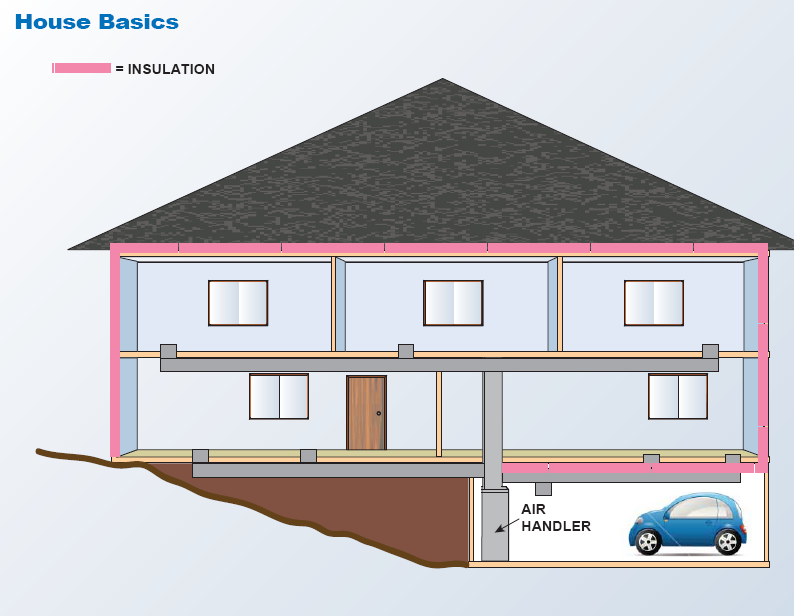 House Basics
= INSULATION
AIR
HANDLER